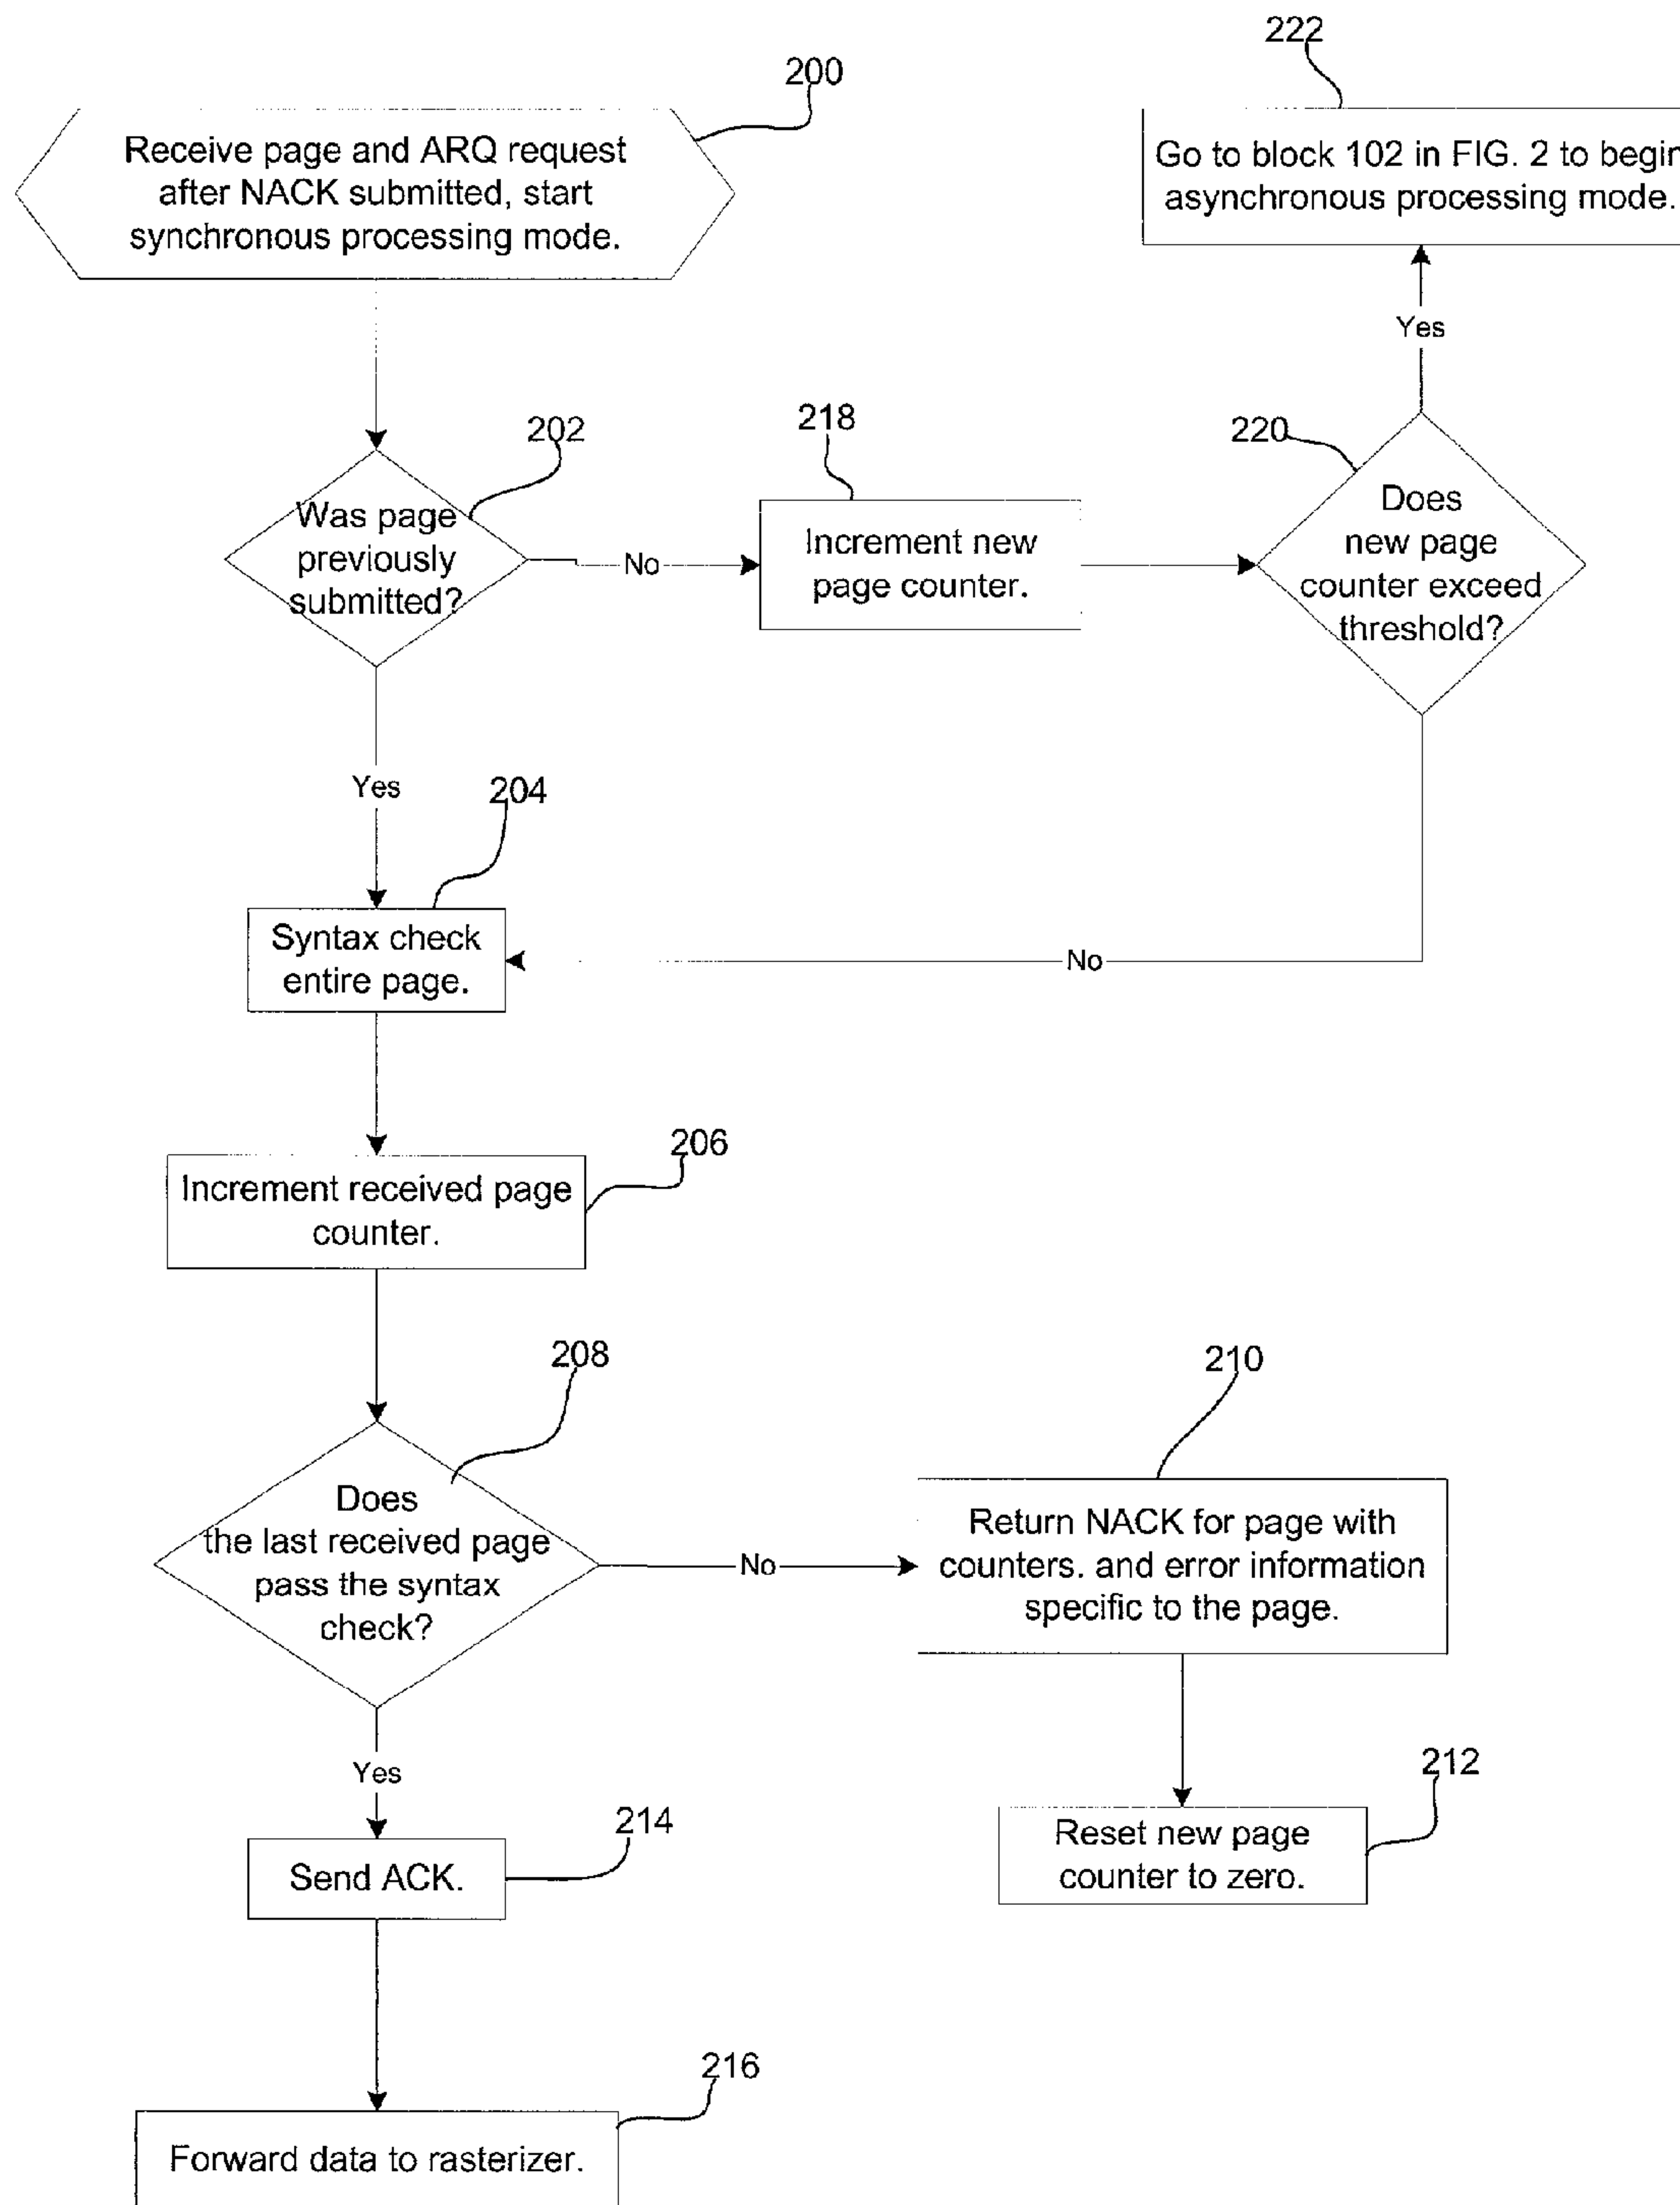 200
Receive page and ARQ request
after NACK submitted, start
synchronous processing mode.
222
Go to block 102 in FIG. 2 to begin
asynchronous processing mode.
Yes
202
Was page
previously
submitted?
No
218
Increment new
page counter.
220
Does
new page
counter exceed
threshold?
Yes
204
Syntax check
entire page.
No
206
Increment received page
counter.
208
Does
the last received page
pass the syntax
check?
No
210
Return NACK for page with
counters. and error information
specific to the page.
212
Reset new page
counter to zero.
Yes
214
Send ACK.
216
Forward data to rasterizer.